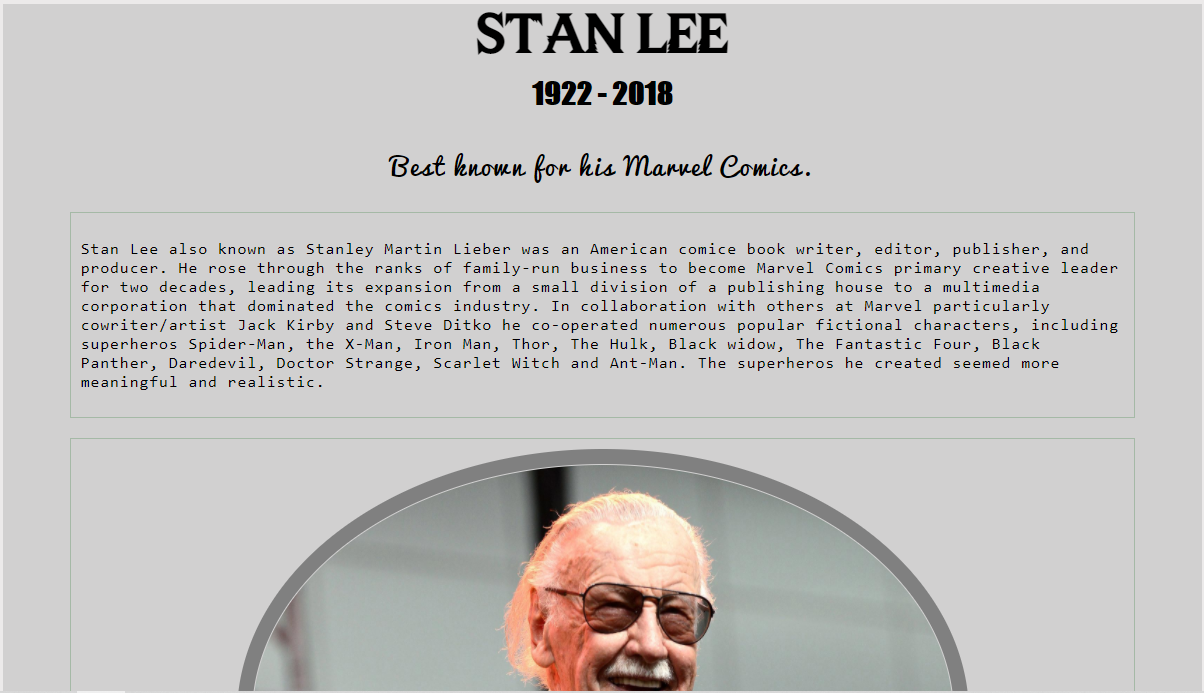 STAN LEE
1922 - 2018
Best known for his Marvel Comics.
Stan Lee also known as Stanley Martin Lieber was an American comice book writer, editor, publisher, and
producer. He rose through the ranks of family-run business to become Marvel Comics primary creative leader
for two decades, leading its expansion from a small division of a publishing house to a multimedia
corporation that dominated the comics industry. In collaboration with others at Marvel particularly
cowriter/artist Jack Kirby and Steve Ditko he co-operated numerous popular fictional characters, including
superheros Spider-Man, the X-Man, Iron Man, Thor, The Hulk, Black widow, The Fantastic Four, Black
Panther, Daredevil, Doctor Strange, Scarlet Witch and Ant-Man. The superheros he created seemed more
meaningful and realistic.